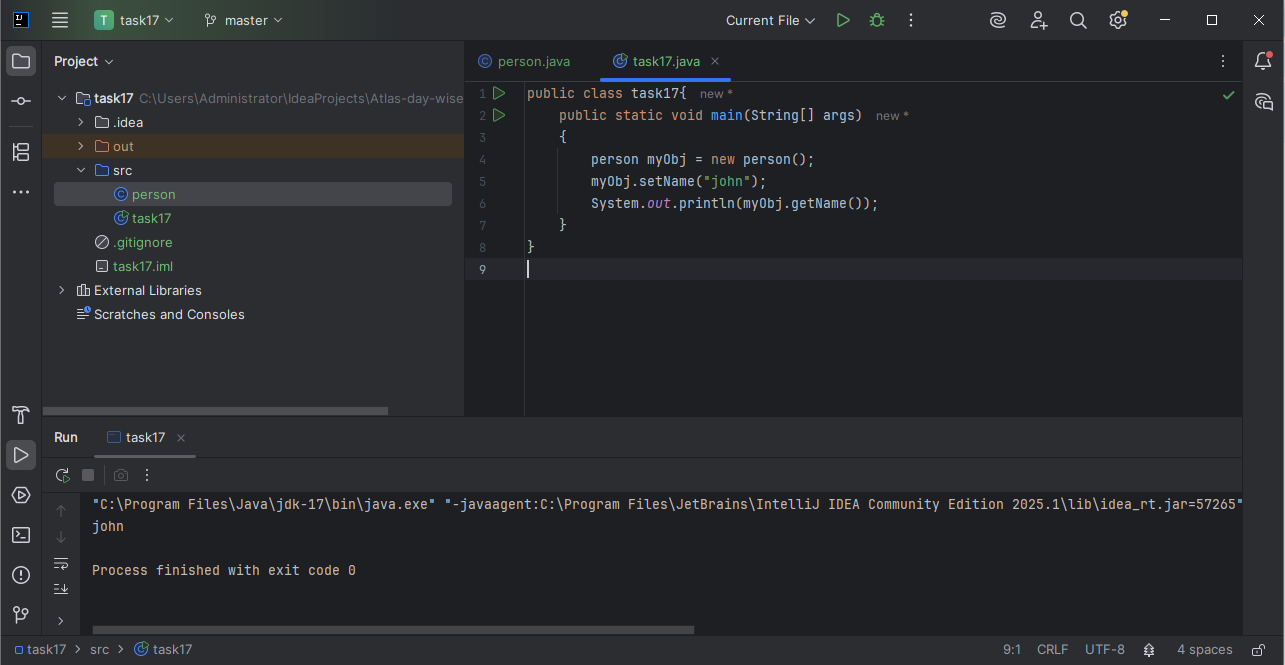 T task17 master Current File
Project
task17 C:\Users\Administrator\IdeaProjects\Atlas-day-wise
.idea
out
src
person
task17
.gitignore
task17.iml
External Libraries
Scratches and Consoles
person.java task17.java
1 public class task17{ new *
2 public static void main(String[] args) new *
3 {
4 person myObj = new person();
5 myObj.setName("john");
6 System.out.println(myObj.getName());
7 }
8 }
9
Run task17
"C:\Program Files\Java\jdk-17\bin\java.exe" "-javaagent:C:\Program Files\JetBrains\IntelliJ IDEA Community Edition 2025.1\lib\idea_rt.jar=57265"
john
Process finished with exit code 0
task17 > src > task17 9:1 CRLF UTF-8 4 spaces